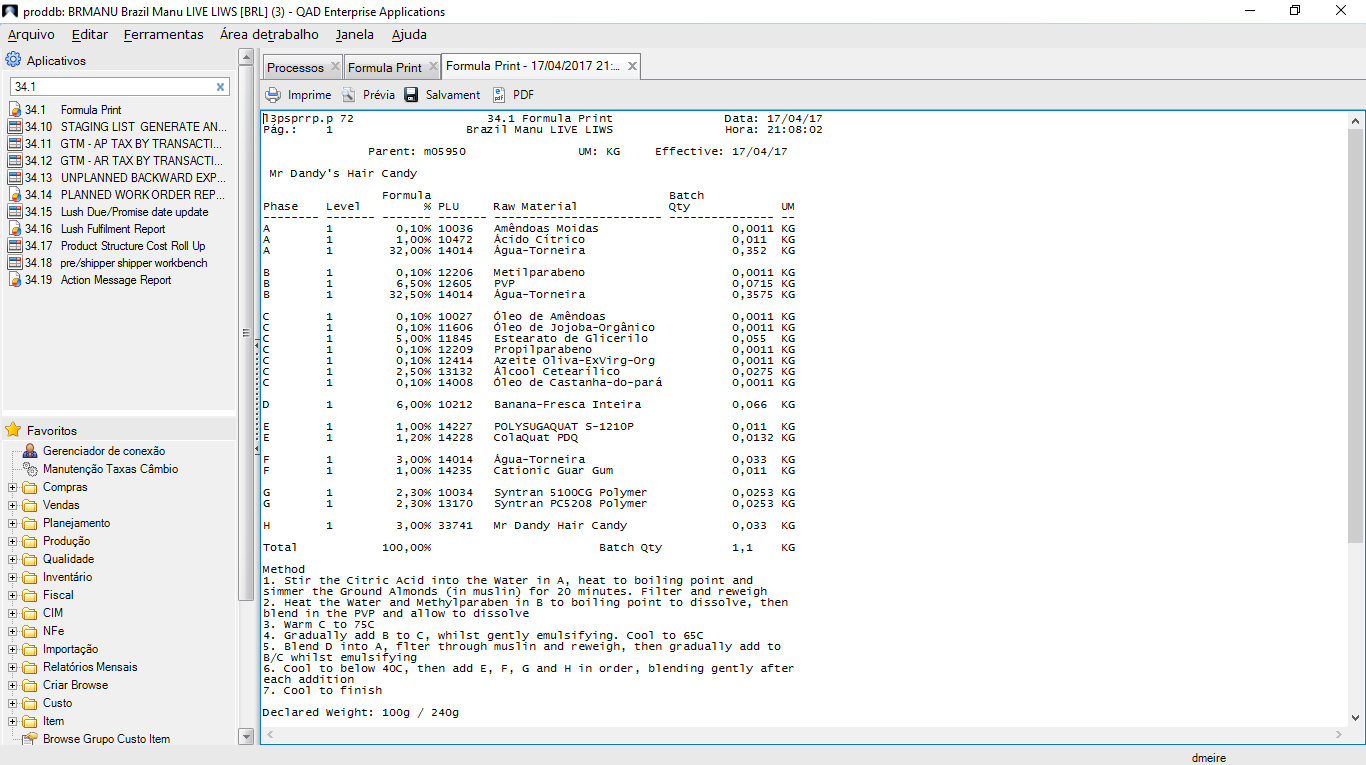 proddb: BRMANU Brazil Manu LIVE LIWS [BRL] (3) - QAD Enterprise Applications
Arquivo Editar Ferramentas Área detrabalho Janela Ajuda
Aplicativos
34.1
34.1 Formula Print
34.10 STAGING LIST GENERATE AN...
34.11 GTM - AP TAX BY TRANSACTI...
34.12 GTM - AR TAX BY TRANSACTI...
34.13 UNPLANNED BACKWARD EXP...
34.14 PLANNED WORK ORDER REP...
34.15 Lush Due/Promise date update
34.16 Lush Fulfilment Report
34.17 Product Structure Cost Roll Up
34.18 pre/shipper shipper workbench
34.19 Action Message Report
Favoritos
Gerenciador de conexão
Manutenção Taxas Câmbio
Compras
Vendas
Planejamento
Produção
Qualidade
Inventário
Fiscal
CIM
NFe
Importação
Relatórios Mensais
Criar Browse
Custo
Item
Browse Grupo Custo Item
Processos Formula Print Formula Print - 17/04/2017 21:...
Imprime Prévia Salvament PDF
l3psprrp.p 72 34.1 Formula Print Data: 17/04/17
Pág.: 1 Brazil Manu LIVE LIWS Hora: 21:08:02
Parent: m05950 UM: KG Effective: 17/04/17
Mr Dandy's Hair Candy
Formula Batch
Phase Level % PLU Raw Material Qty UM
--------- ------- ------- ------- ------------------------ --------------- --
A 1 0,10% 10036 Amêndoas Moidas 0,0011 KG
A 1 1,00% 10472 Ácido Cítrico 0,011 KG
A 1 32,00% 14014 Água-Torneira 0,352 KG
B 1 0,10% 12206 Metilparabeno 0,0011 KG
B 1 6,50% 12605 PVP 0,0715 KG
B 1 32,50% 14014 Água-Torneira 0,3575 KG
C 1 0,10% 10027 Óleo de Amêndoas 0,0011 KG
C 1 0,10% 11606 Óleo de Jojoba-Orgânico 0,0011 KG
C 1 5,00% 11845 Estearato de Glicerilo 0,055 KG
C 1 0,10% 12209 Propilparabeno 0,0011 KG
C 1 0,10% 12414 Azeite Oliva-ExVirg-Org 0,0011 KG
C 1 2,50% 13132 Álcool Cetearílico 0,0275 KG
C 1 0,10% 14008 Óleo de Castanha-do-pará 0,0011 KG
D 1 6,00% 10212 Banana-Fresca Inteira 0,066 KG
E 1 1,00% 14227 POLYSUGAQUAT S-1210P 0,011 KG
E 1 1,20% 14228 ColaQuat PDQ 0,0132 KG
F 1 3,00% 14014 Água-Torneira 0,033 KG
F 1 1,00% 14235 Cationic Guar Gum 0,011 KG
G 1 2,30% 10034 Syntran 5100CG Polymer 0,0253 KG
G 1 2,30% 13170 Syntran PC5208 Polymer 0,0253 KG
H 1 3,00% 33741 Mr Dandy Hair Candy 0,033 KG
Total 100,00% Batch Qty 1,1 KG
Method
1. Stir the Citric Acid into the Water in A, heat to boiling point and
simmer the Ground Almonds (in muslin) for 20 minutes. Filter and reweigh
2. Heat the Water and Methylparaben in B to boiling point to dissolve, then
blend in the PVP and allow to dissolve
3. Warm C to 75C
4. Gradually add B to C, whilst gently emulsifying. Cool to 65C
5. Blend D into A, flter through muslin and reweigh, then gradually add to
B/C whilst emulsifying
6. Cool to below 40C, then add E, F, G and H in order, blending gently after
each addition
7. Cool to finish
Declared Weight: 100g / 240g
dmeire